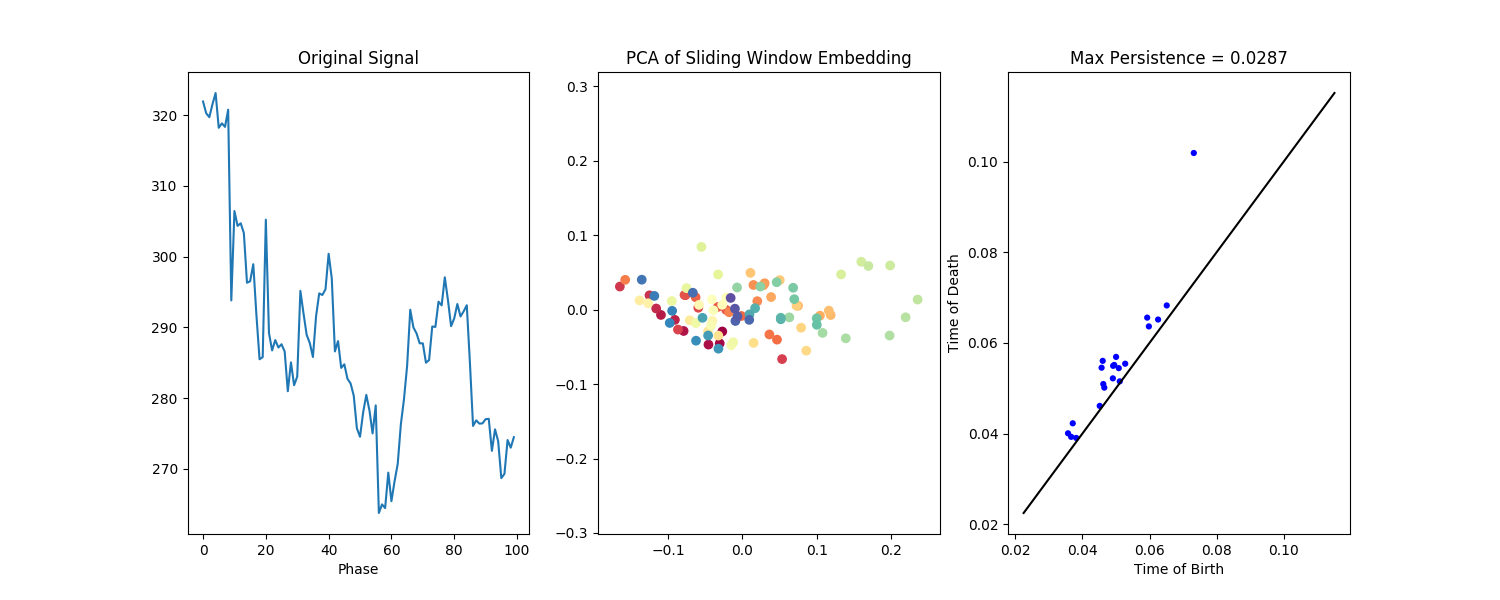 Original Signal
320
310
300
290
280
270
0 20 40 60 80 100
Phase
PCA of Sliding Window Embedding
0.3
0.2
0.1
0.0
−0.1
−0.2
−0.3
−0.1 0.0 0.1 0.2
Max Persistence = 0.0287
Time of Death
0.10
0.08
0.06
0.04
0.02
0.02 0.04 0.06 0.08 0.10
Time of Birth